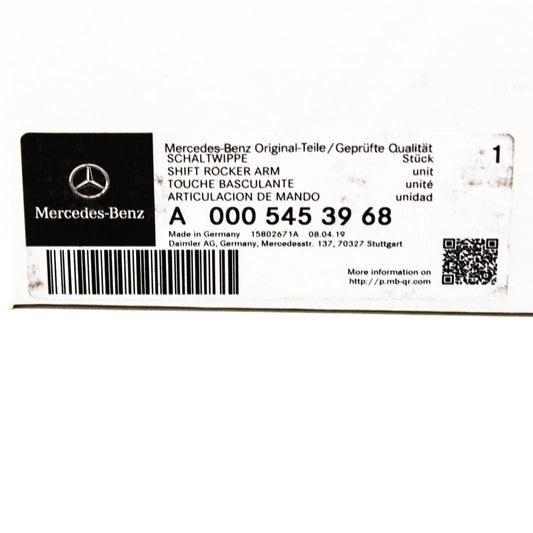 Mercedes-Benz Original-Teile/Geprüfte Qualität
SCHALTWIPPE Stück 1
SHIFT ROCKER ARM unit
TOUCHE BASCULANTE unité
ARTICULACION DE MANDO unidad
Mercedes-Benz
A 000 545 39 68
Made in Germany 15802671A 08.04.19
Daimler AG, Germany, Mercedesstr. 137, 70327 Stuttgart
More information on
http://p.mb-qr.com